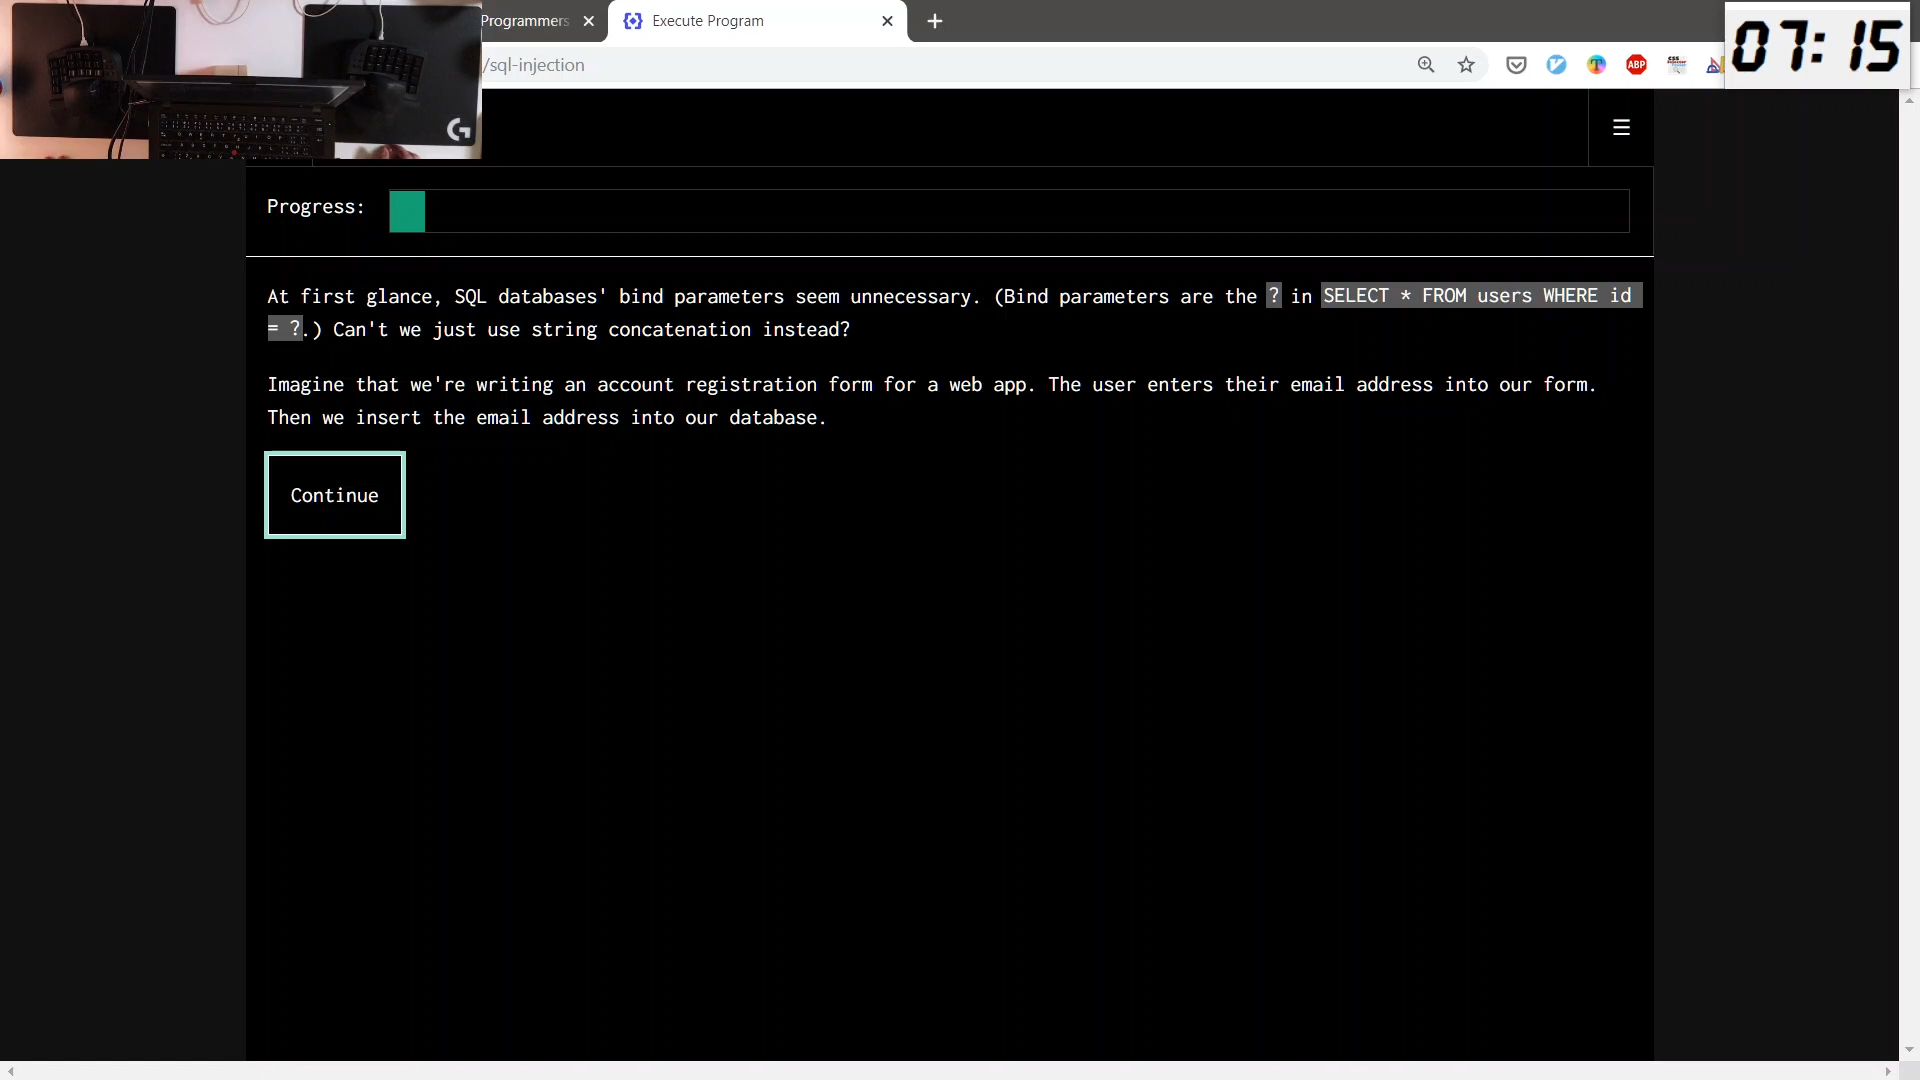 Programmers
Execute Program
07:15
/sql-injection
ABP
Progress:
At first glance, SQL databases' bind parameters seem unnecessary. (Bind parameters are the ? in SELECT * FROM users WHERE id
= ?.) Can't we just use string concatenation instead?
Imagine that we're writing an account registration form for a web app. The user enters their email address into our form.
Then we insert the email address into our database.
Continue